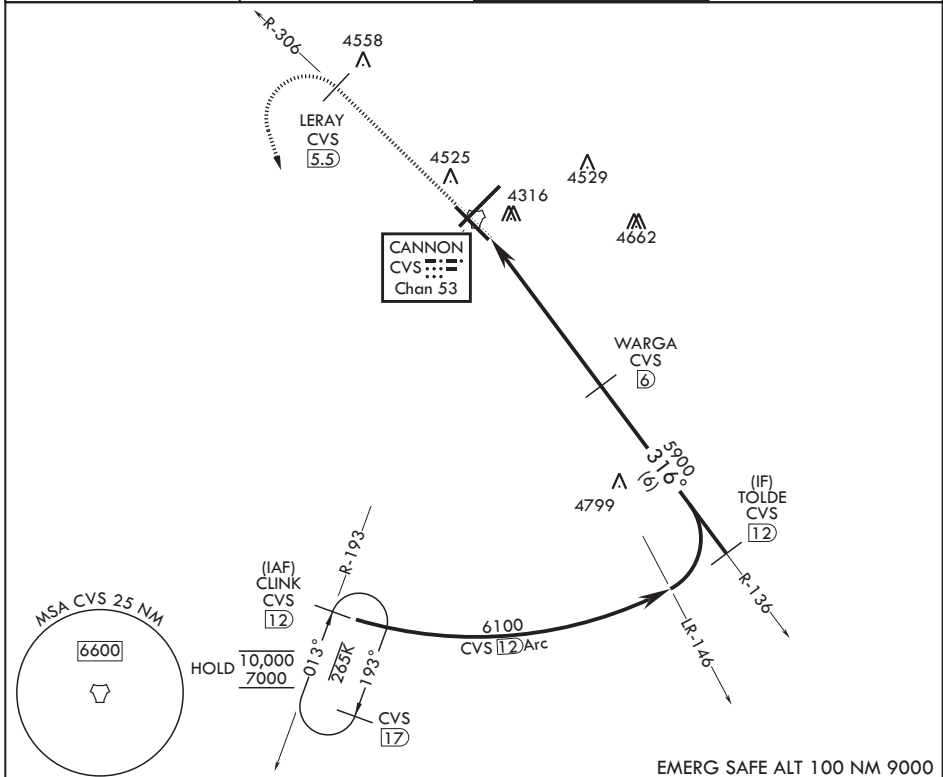 R-306
4558
LERAY
CVS
5.5
4525
4316
4529
4662
CANNON
CVS
Chan 53
WARGA
CVS
6
5900
316°
(6)
4799
(IF)
TOLDE
CVS
12
R-136
R-193
(IAF)
CLINK
CVS
12
6100
CVS 12 Arc
LR-146
MSA CVS 25 NM
6600
HOLD 10,000
7000
013°
265K
193°
CVS
17
EMERG SAFE ALT 100 NM 9000